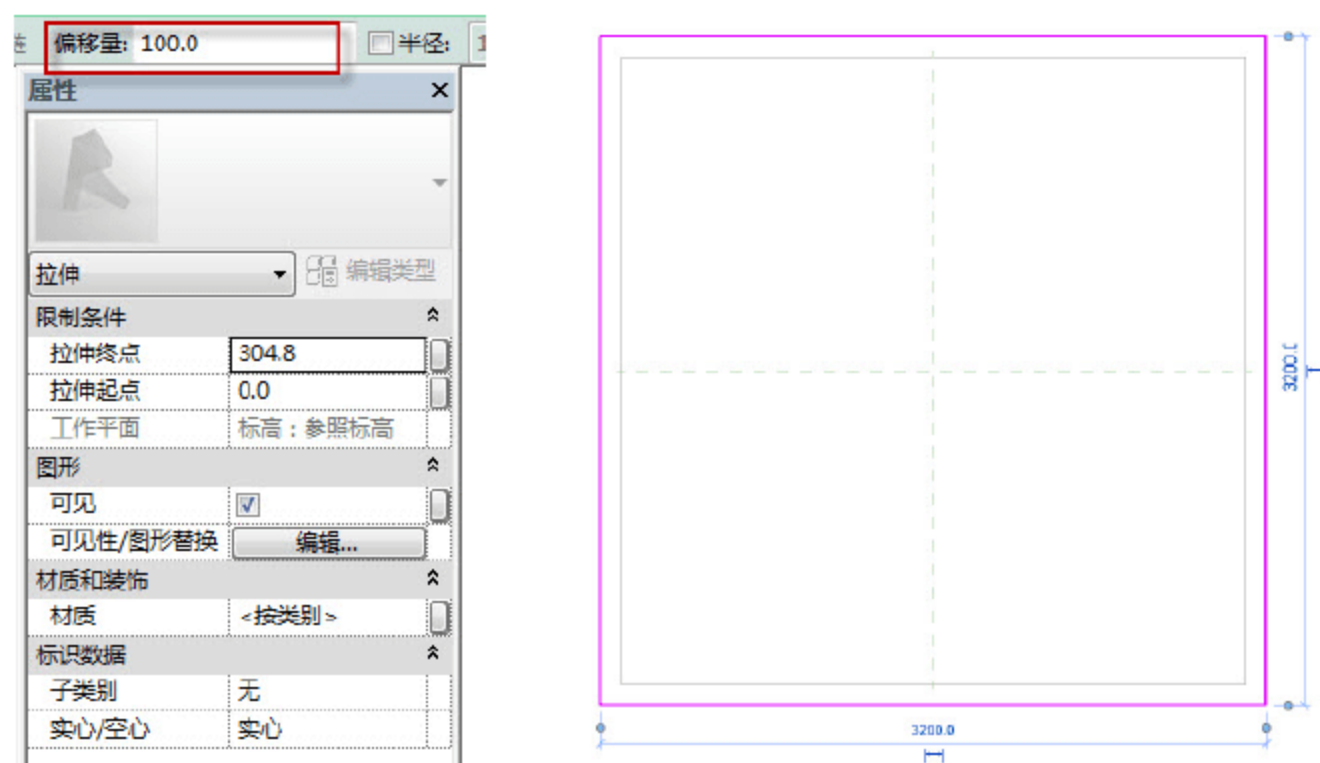 偏移量: 100.0
半径:
属性
拉伸
编辑类型
限制条件
拉伸终点 304.8
拉伸起点 0.0
工作平面 标高 : 参照标高
图形
可见
可见性/图形替换 编辑...
材质和装饰
材质 <按类别>
标识数据
子类别 无
实心/空心 实心
3200.0
3200.0